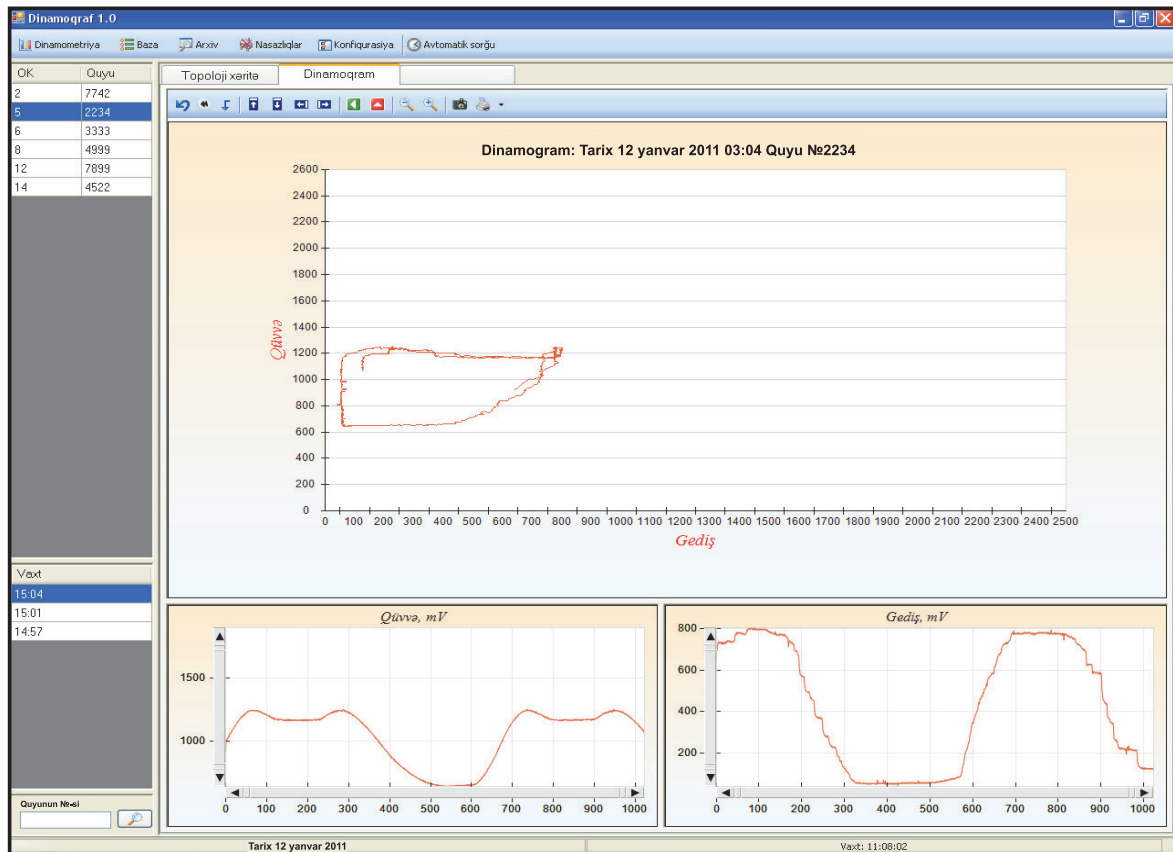 Dinamoqraf 1.0
Dinamometriya Baza Arxiv Nasazlıqlar Konfiqurasiya Avtomatik sorğu
OK Quyu
2 7742
5 2234
6 3333
8 4999
12 7899
14 4522
Vaxt
15:04
15:01
14:57
Quyunun №-si
Topoloji xəritə Dinamoqram
Dinamogram: Tarix 12 yanvar 2011 03:04 Quyu №2234
Qüvvə
2600
2400
2200
2000
1800
1600
1400
1200
1000
800
600
400
200
0
0 100 200 300 400 500 600 700 800 900 1000 1100 1200 1300 1400 1500 1600 1700 1800 1900 2000 2100 2200 2300 2400 2500
Gediş
Qüvvə, mV
1500
1000
0 100 200 300 400 500 600 700 800 900 1000
Gediş, mV
800
600
400
200
0 100 200 300 400 500 600 700 800 900 1000
Tarix 12 yanvar 2011 Vaxt: 11:08:02